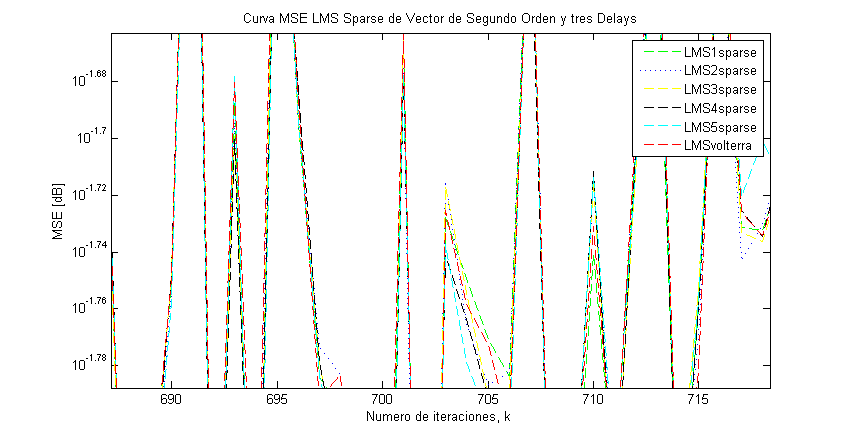 Curva MSE LMS Sparse de Vector de Segundo Orden y tres Delays
MSE [dB]
10^-1.68
10^-1.7
10^-1.72
10^-1.74
10^-1.76
10^-1.78
LMS1sparse
LMS2sparse
LMS3sparse
LMS4sparse
LMS5sparse
LMSvolterra
690 695 700 705 710 715
Numero de iteraciones, k